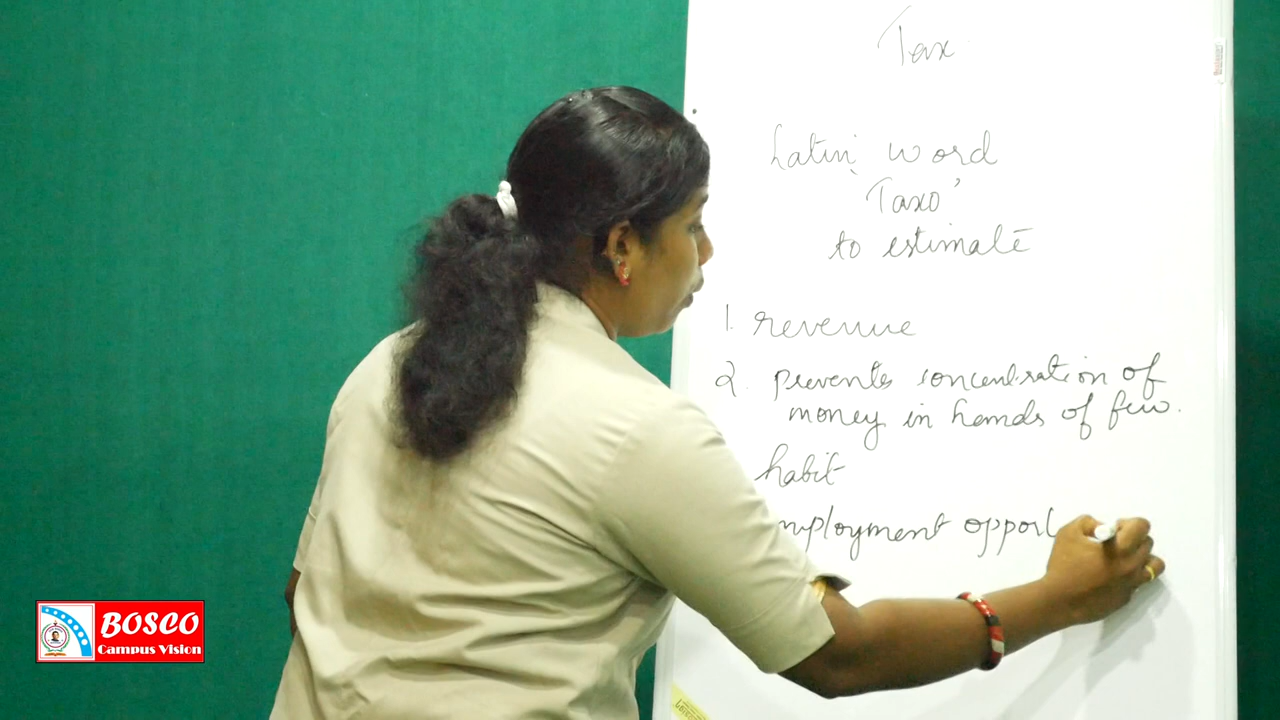 Tax
Latin word
'Taxo'
to estimate
1. revenue
2. prevents concentration of
money in hands of few.
habit
mployment opport
BOSCO
Campus Vision